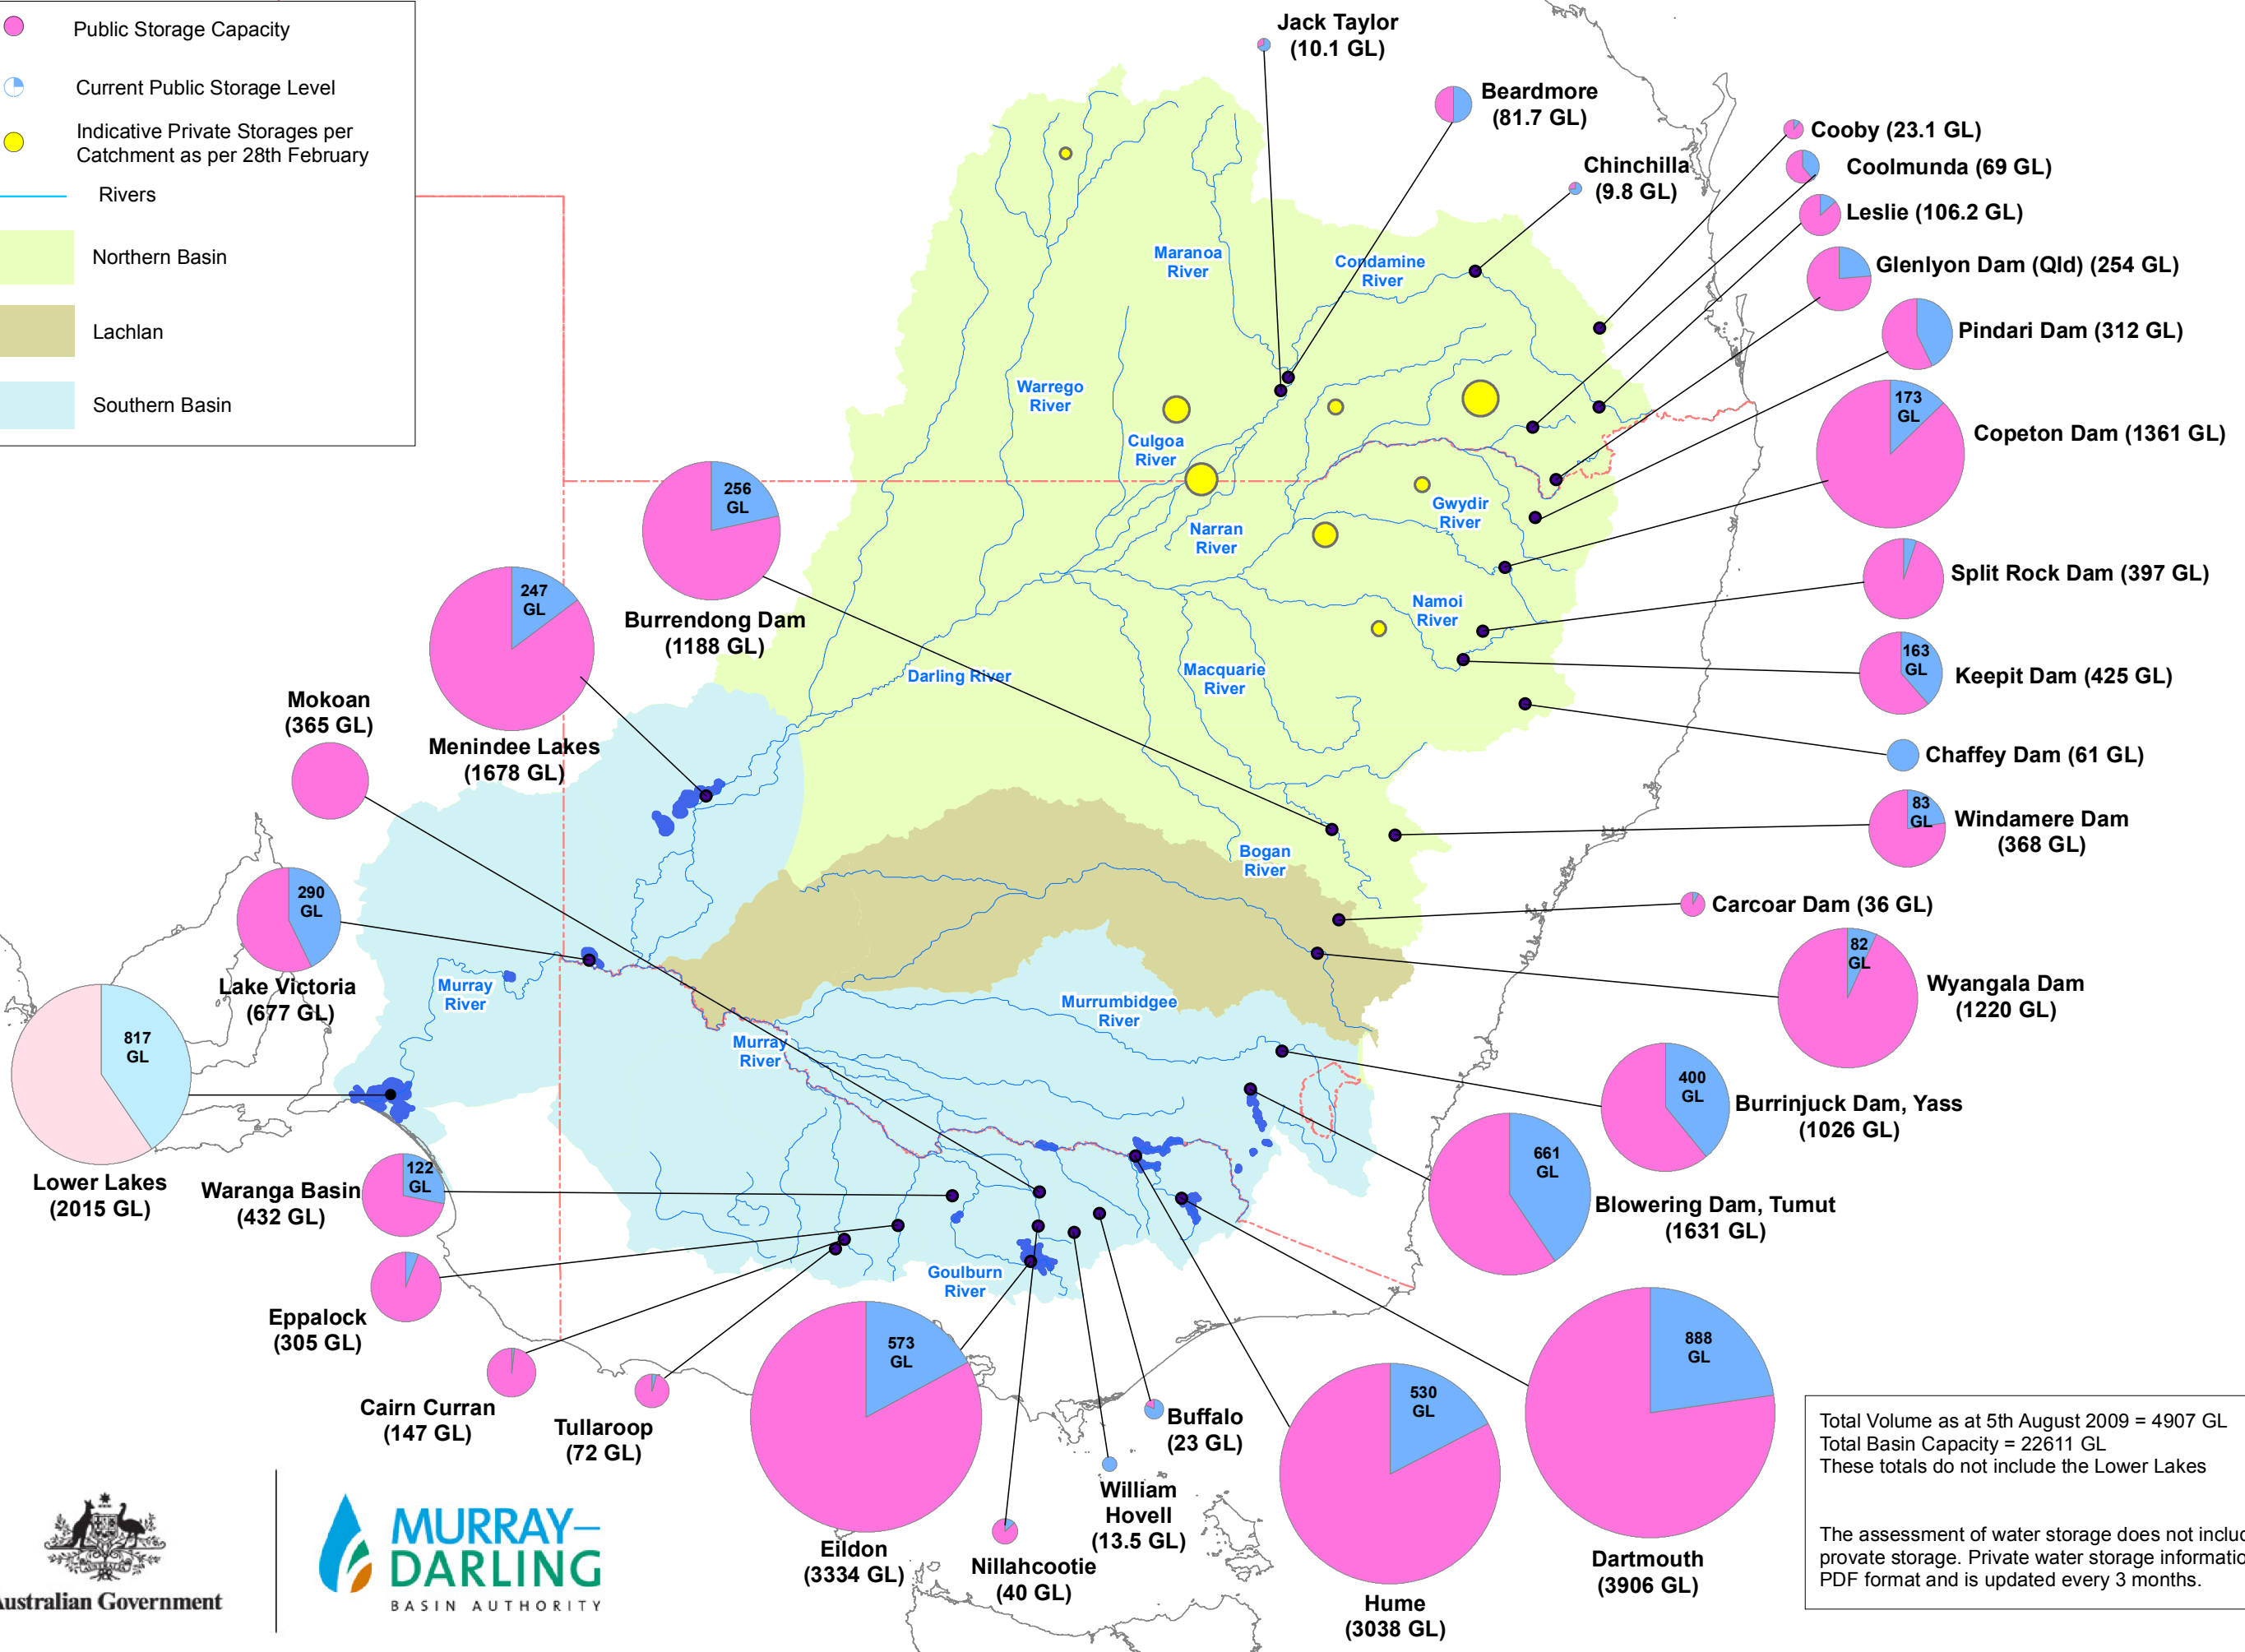 Public Storage Capacity
Current Public Storage Level
Indicative Private Storages per
Catchment as per 28th February
Rivers
Northern Basin
Lachlan
Southern Basin
Jack Taylor
(10.1 GL)
Beardmore
(81.7 GL)
Chinchilla
(9.8 GL)
Cooby (23.1 GL)
Coolmunda (69 GL)
Leslie (106.2 GL)
Glenlyon Dam (Qld) (254 GL)
Pindari Dam (312 GL)
173
GL
Copeton Dam (1361 GL)
Split Rock Dam (397 GL)
163
GL
Keepit Dam (425 GL)
Chaffey Dam (61 GL)
83
GL
Windamere Dam
(368 GL)
Carcoar Dam (36 GL)
82
GL
Wyangala Dam
(1220 GL)
400
GL
Burrinjuck Dam, Yass
(1026 GL)
661
GL
Blowering Dam, Tumut
(1631 GL)
888
GL
Dartmouth
(3906 GL)
530
GL
Hume
(3038 GL)
Buffalo
(23 GL)
William
Hovell
(13.5 GL)
Nillahcootie
(40 GL)
573
GL
Eildon
(3334 GL)
Tullaroop
(72 GL)
Cairn Curran
(147 GL)
Eppalock
(305 GL)
122
GL
Waranga Basin
(432 GL)
817
GL
Lower Lakes
(2015 GL)
290
GL
Lake Victoria
(677 GL)
Mokoan
(365 GL)
247
GL
Menindee Lakes
(1678 GL)
256
GL
Burrendong Dam
(1188 GL)
Maranoa
River
Condamine
River
Warrego
River
Culgoa
River
Narran
River
Gwydir
River
Namoi
River
Macquarie
River
Darling River
Bogan
River
Murrumbidgee
River
Murray
River
Murray
River
Goulburn
River
Australian Government
MURRAY–
DARLING
BASIN AUTHORITY
Total Volume as at 5th August 2009 = 4907 GL
Total Basin Capacity = 22611 GL
These totals do not include the Lower Lakes
The assessment of water storage does not includ
provate storage. Private water storage informatio
PDF format and is updated every 3 months.